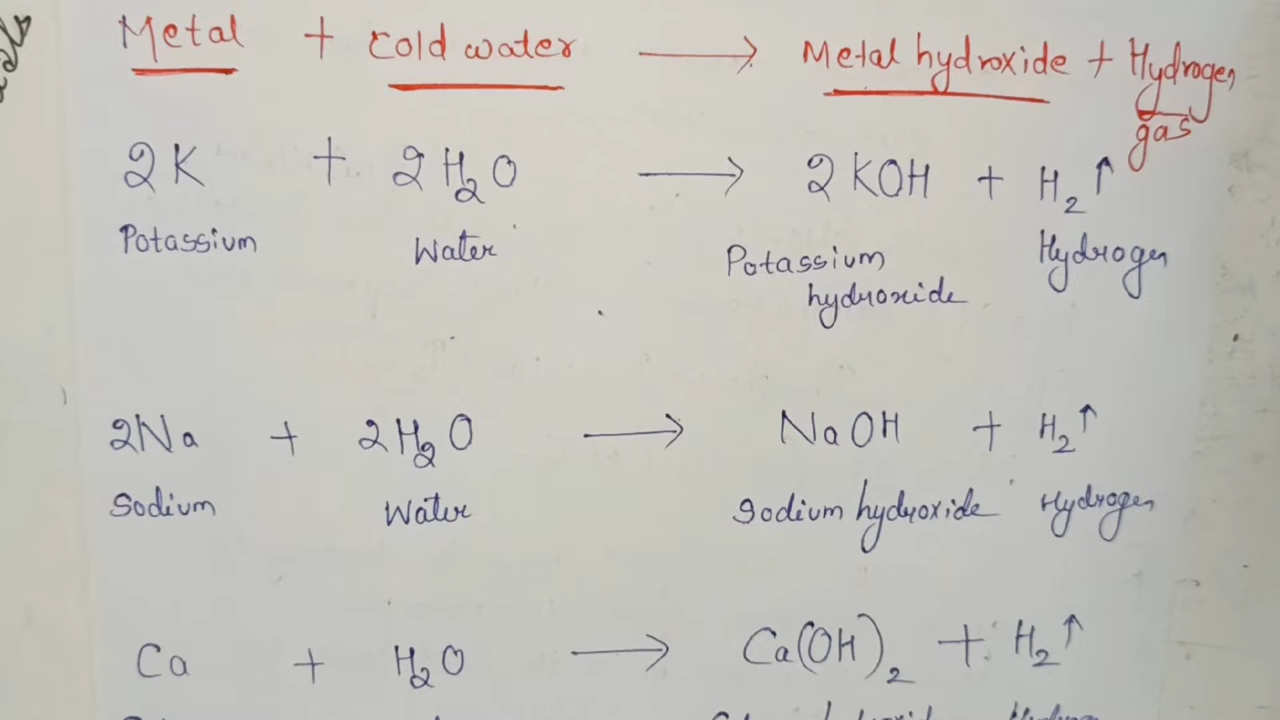 Metal + cold water → Metal hydroxide + Hydrogen gas
2K + 2H₂O → 2KOH + H₂↑
Potassium Water Potassium hydroxide Hydrogen
2Na + 2H₂O → NaOH + H₂↑
Sodium Water Sodium hydroxide Hydrogen
Ca + H₂O → Ca(OH)₂ + H₂↑